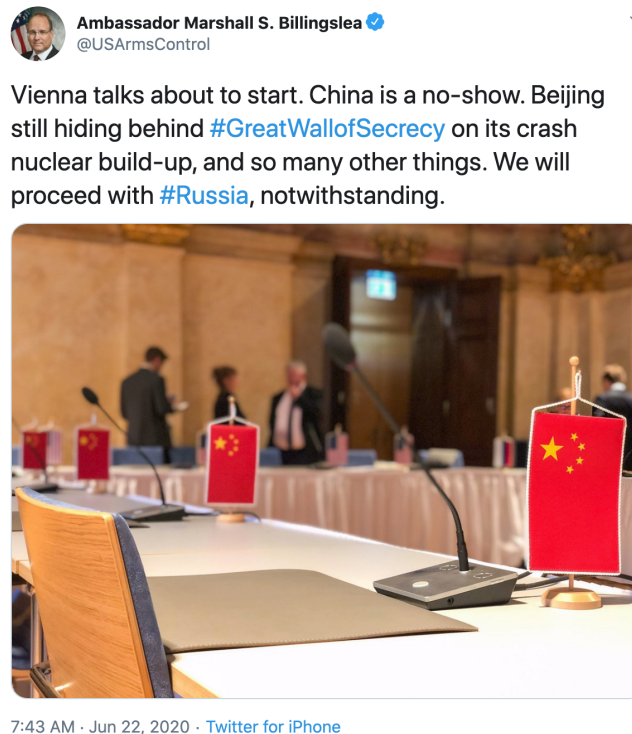 Ambassador Marshall S. Billingslea
@USArmsControl
Vienna talks about to start. China is a no-show. Beijing
still hiding behind #GreatWallofSecrecy on its crash
nuclear build-up, and so many other things. We will
proceed with #Russia, notwithstanding.
7:43 AM · Jun 22, 2020 · Twitter for iPhone